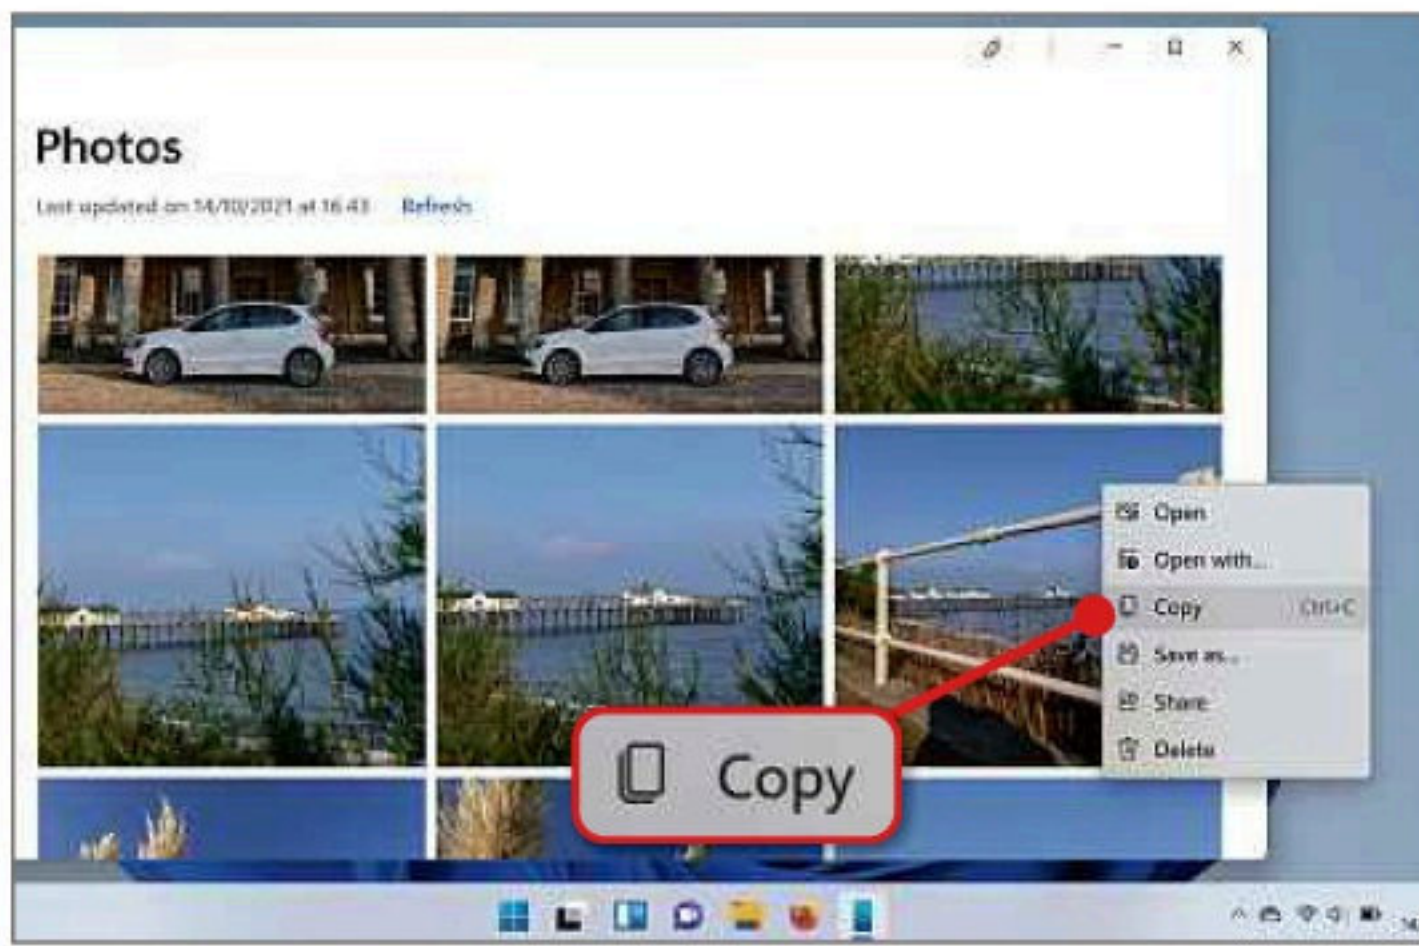 Photos
Last updated on 14/10/2021 at 16:43 Refresh
Open
Open with...
Copy Ctrl+C
Save as...
Share
Delete
Copy